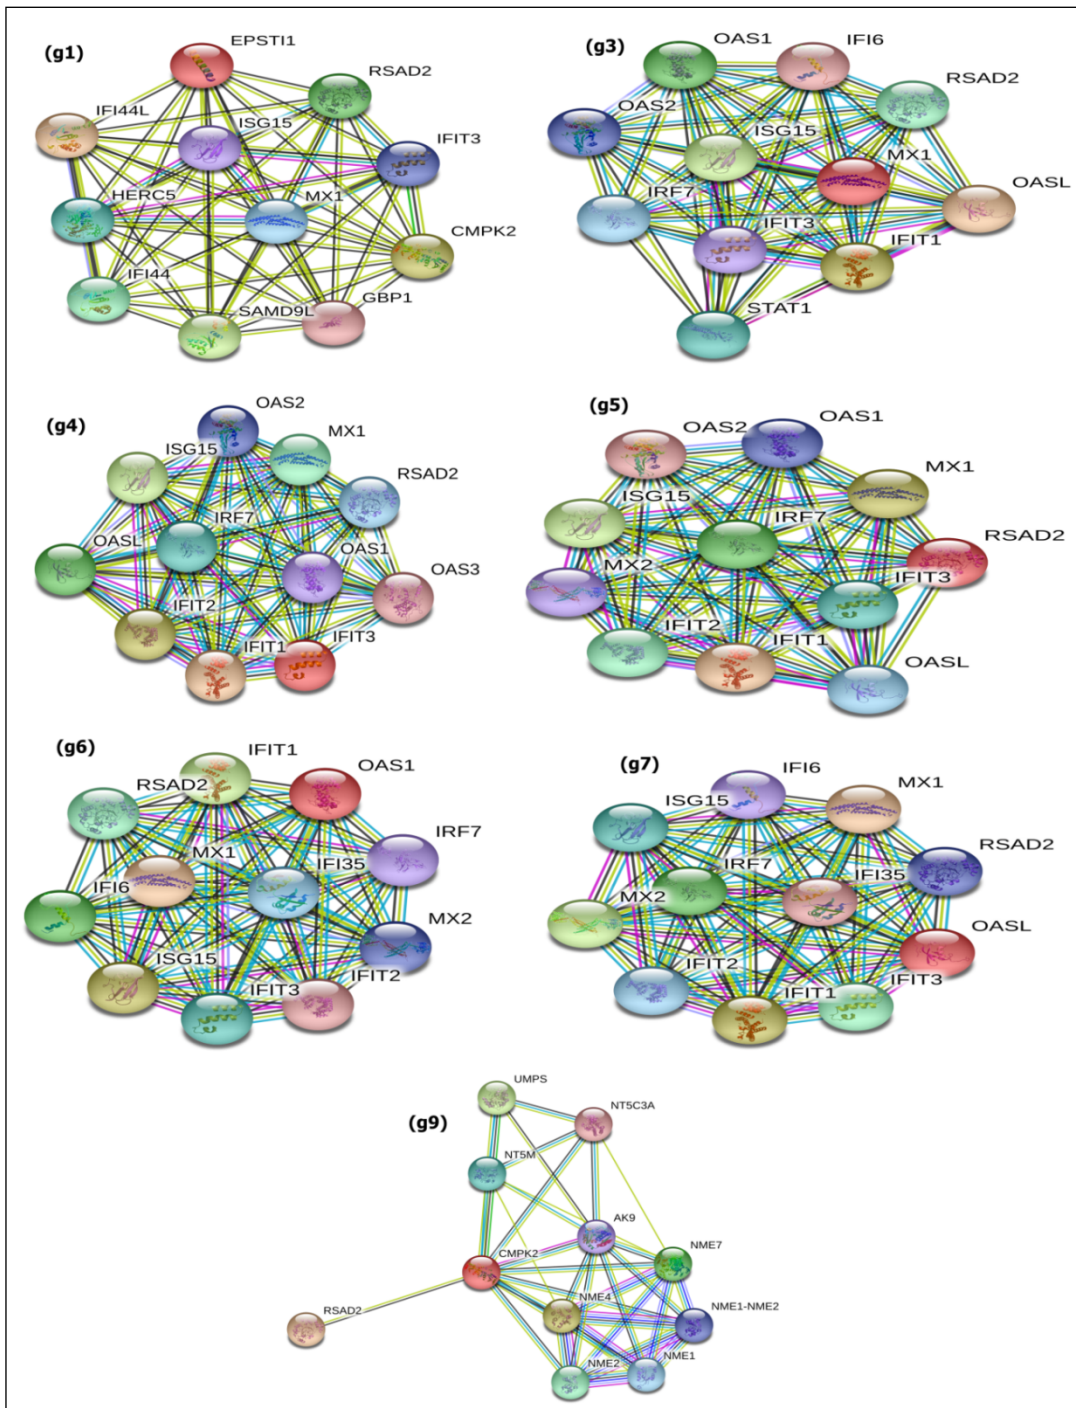 (g1)
EPSTI1
RSAD2
IFI44L
ISG15
IFIT3
HERC5
MX1
CMPK2
IFI44
SAMD9L
GBP1
(g3)
OAS1
IFI6
RSAD2
OAS2
ISG15
MX1
OASL
IRF7
IFIT3
IFIT1
STAT1
(g4)
OAS2
MX1
ISG15
RSAD2
IRF7
OASL
OAS1
OAS3
IFIT2
IFIT1
IFIT3
(g5)
OAS2
OAS1
MX1
ISG15
IRF7
RSAD2
MX2
IFIT3
IFIT2
IFIT1
OASL
(g6)
IFIT1
OAS1
RSAD2
IRF7
MX1
IFI35
IFI6
MX2
ISG15
IFIT3
IFIT2
(g7)
IFI6
MX1
ISG15
RSAD2
IRF7
IFI35
MX2
OASL
IFIT2
IFIT1
IFIT3
(g9)
UMPS
NT5C3A
NT5M
AK9
NME7
CMPK2
RSAD2
NME4
NME1-NME2
NME2
NME1